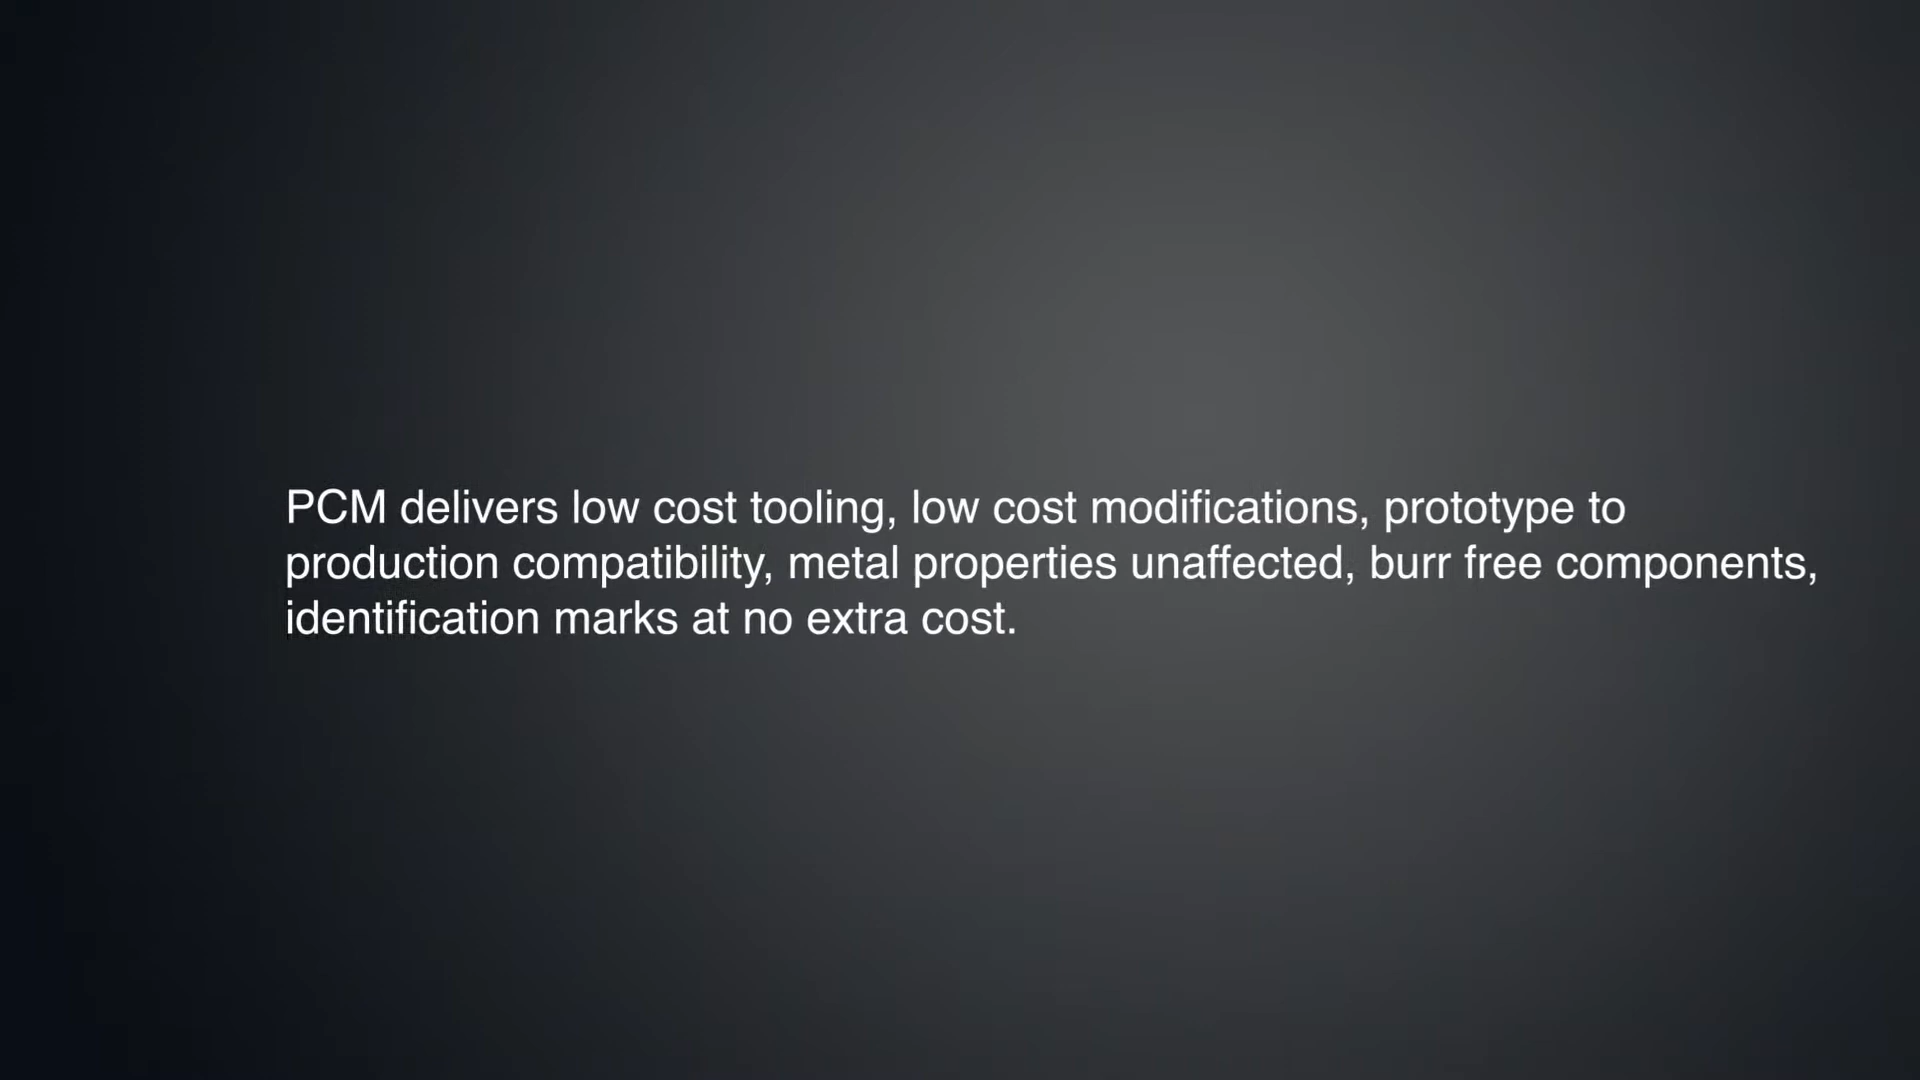 PCM delivers low cost tooling, low cost modifications, prototype to
production compatibility, metal properties unaffected, burr free components,
identification marks at no extra cost.